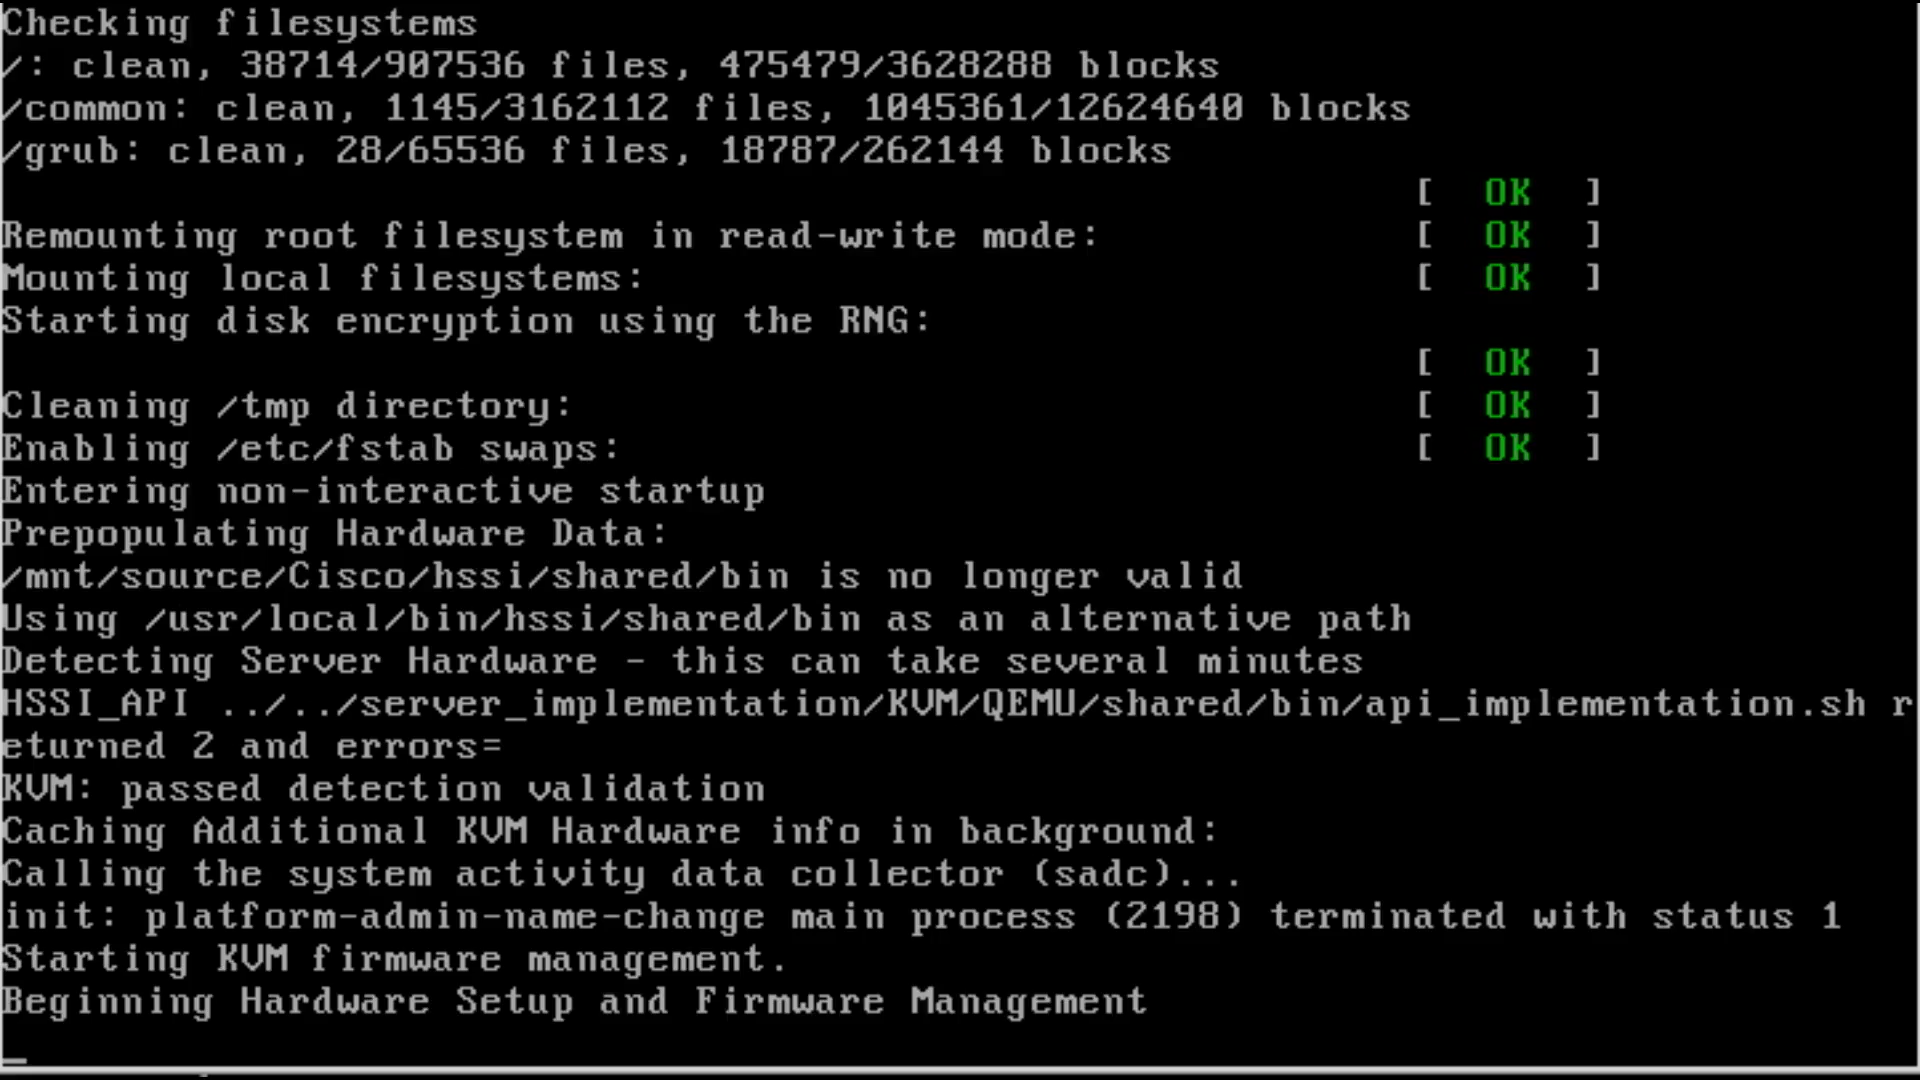 Checking filesystems
/: clean, 38714/907536 files, 475479/3628288 blocks
/common: clean, 1145/3162112 files, 1045361/12624640 blocks
/grub: clean, 28/65536 files, 18787/262144 blocks
[ OK ]
Remounting root filesystem in read-write mode: [ OK ]
Mounting local filesystems: [ OK ]
Starting disk encryption using the RNG:
[ OK ]
Cleaning /tmp directory: [ OK ]
Enabling /etc/fstab swaps: [ OK ]
Entering non-interactive startup
Prepopulating Hardware Data:
/mnt/source/Cisco/hssi/shared/bin is no longer valid
Using /usr/local/bin/hssi/shared/bin as an alternative path
Detecting Server Hardware - this can take several minutes
HSSI_API ../../server_implementation/KVM/QEMU/shared/bin/api_implementation.sh r
eturned 2 and errors=
KVM: passed detection validation
Caching Additional KVM Hardware info in background:
Calling the system activity data collector (sadc)...
init: platform-admin-name-change main process (2198) terminated with status 1
Starting KVM firmware management.
Beginning Hardware Setup and Firmware Management
_